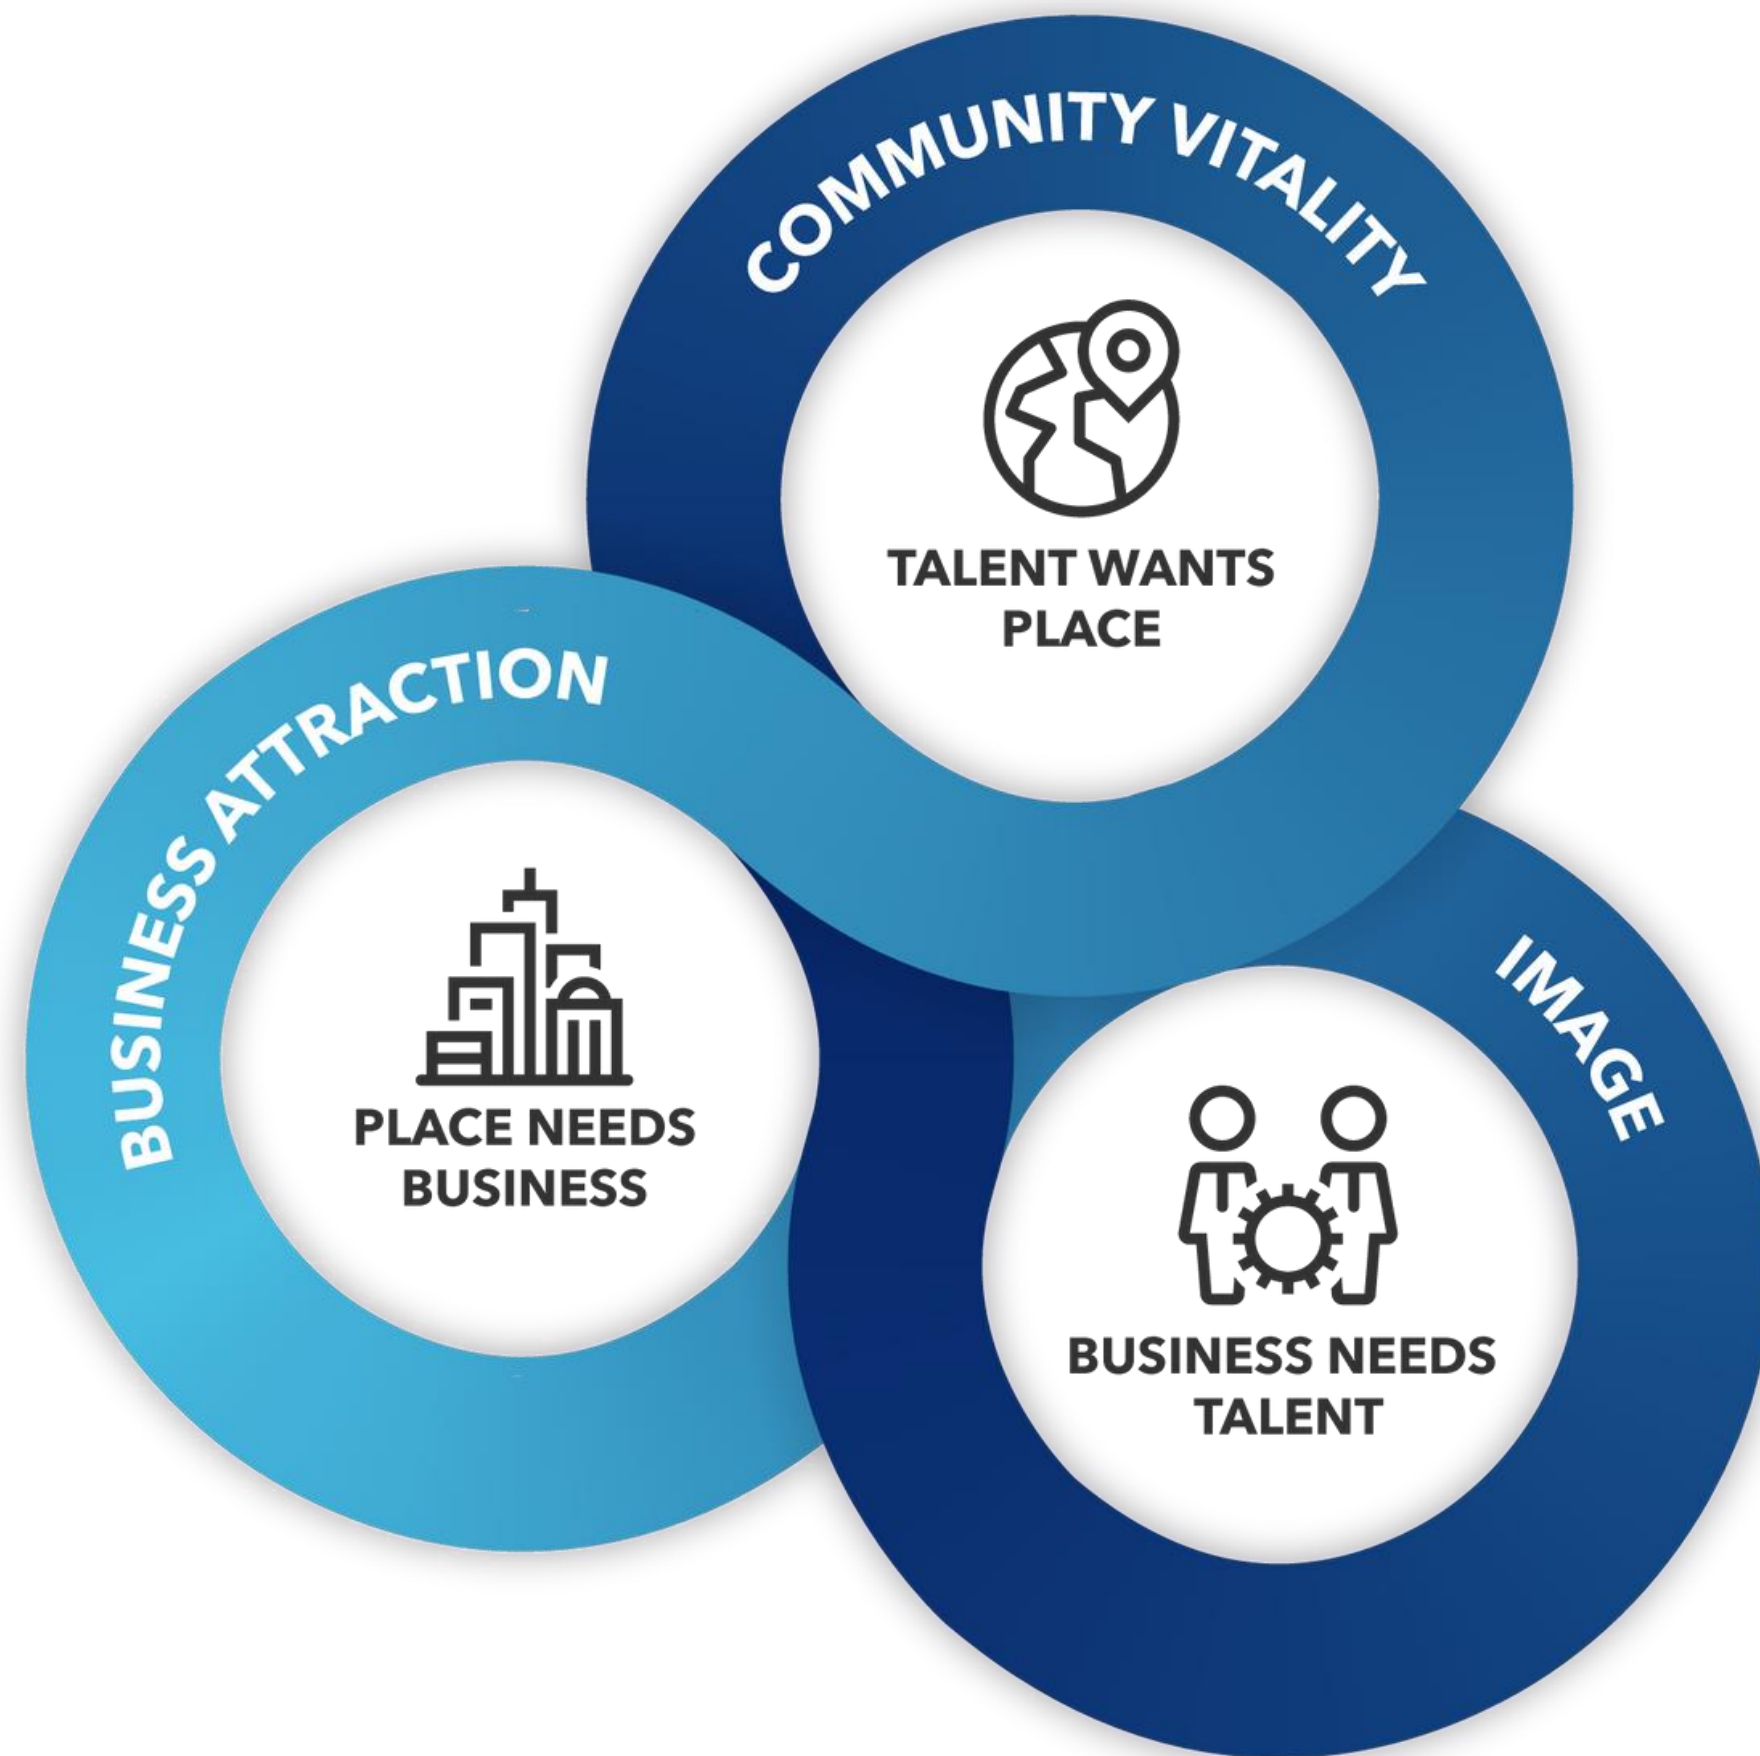 COMMUNITY VITALITY
TALENT WANTS
PLACE
BUSINESS ATTRACTION
PLACE NEEDS
BUSINESS
IMAGE
BUSINESS NEEDS
TALENT